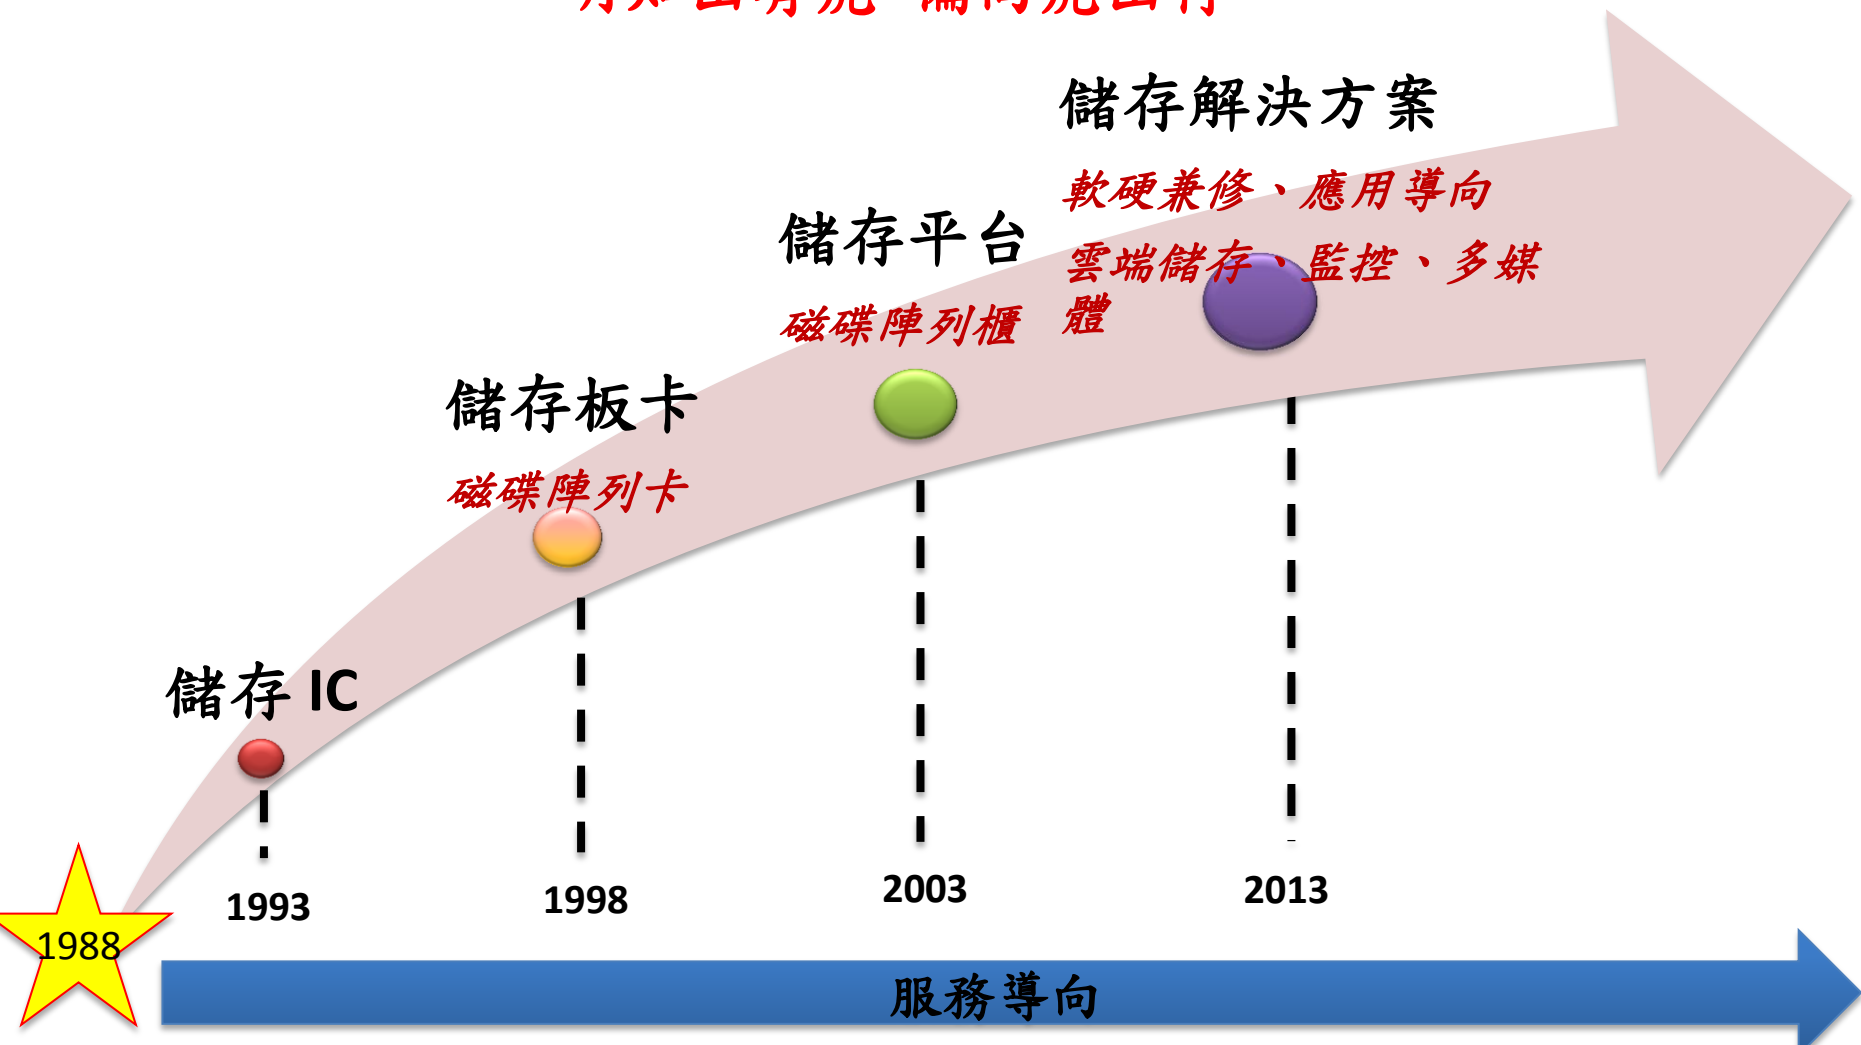 儲存解決方案
軟硬兼修、應用導向
雲端儲存、監控、多媒
體
儲存平台
磁碟陣列櫃
儲存板卡
磁碟陣列卡
儲存 IC
1988
1993
1998
2003
2013
服務導向